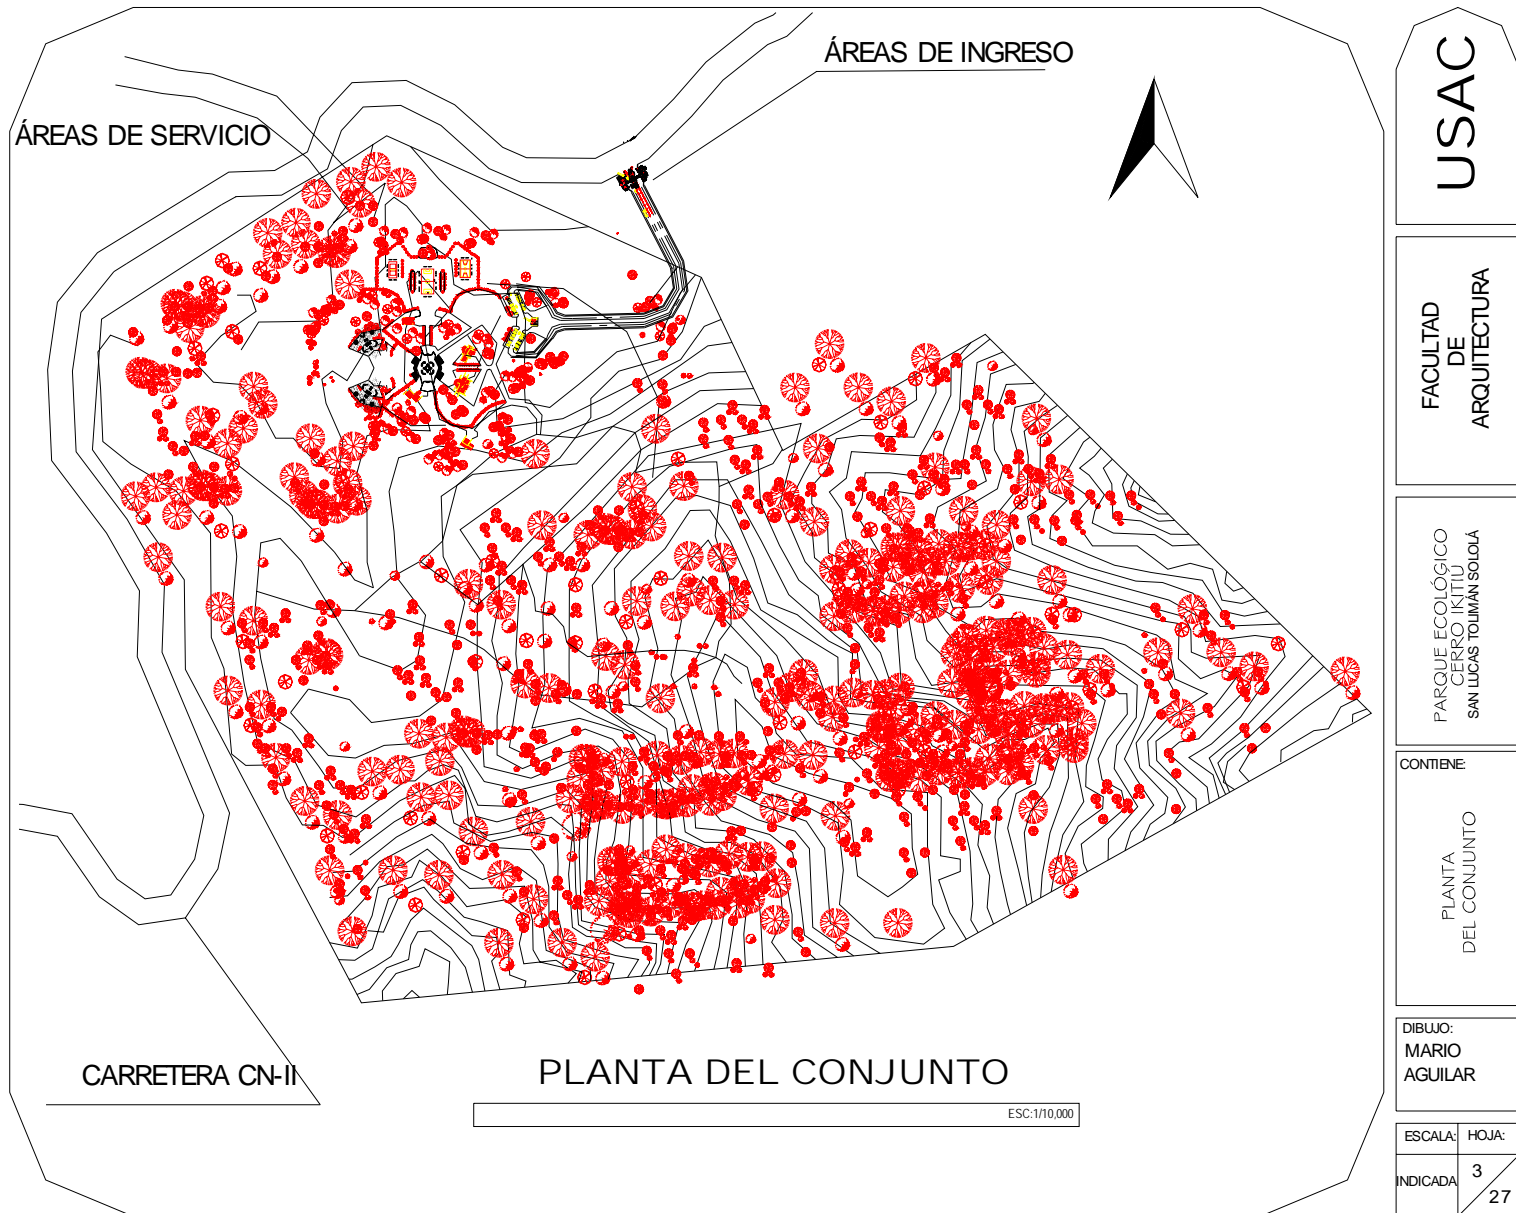 ÁREAS DE INGRESO
ÁREAS DE SERVICIO
CARRETERA CN-II
PLANTA DEL CONJUNTO
ESC:1/10,000
USAC
FACULTAD
DE
ARQUITECTURA
PARQUE ECOLÓGICO
CERRO IKITIU
SAN LUCAS TOLIMÁN SOLOLÁ
CONTIENE:
PLANTA
DEL CONJUNTO
DIBUJO:
MARIO
AGUILAR
ESCALA:
HOJA:
INDICADA
3
27